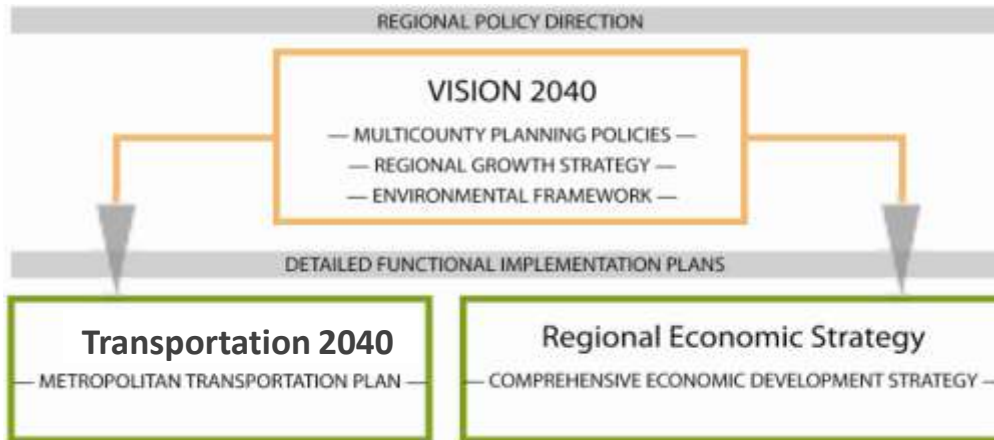 REGIONAL POLICY DIRECTION
VISION 2040
— MULTICOUNTY PLANNING POLICIES —
— REGIONAL GROWTH STRATEGY —
— ENVIRONMENTAL FRAMEWORK —
DETAILED FUNCTIONAL IMPLEMENTATION PLANS
Transportation 2040
— METROPOLITAN TRANSPORTATION PLAN —
Regional Economic Strategy
— COMPREHENSIVE ECONOMIC DEVELOPMENT STRATEGY —